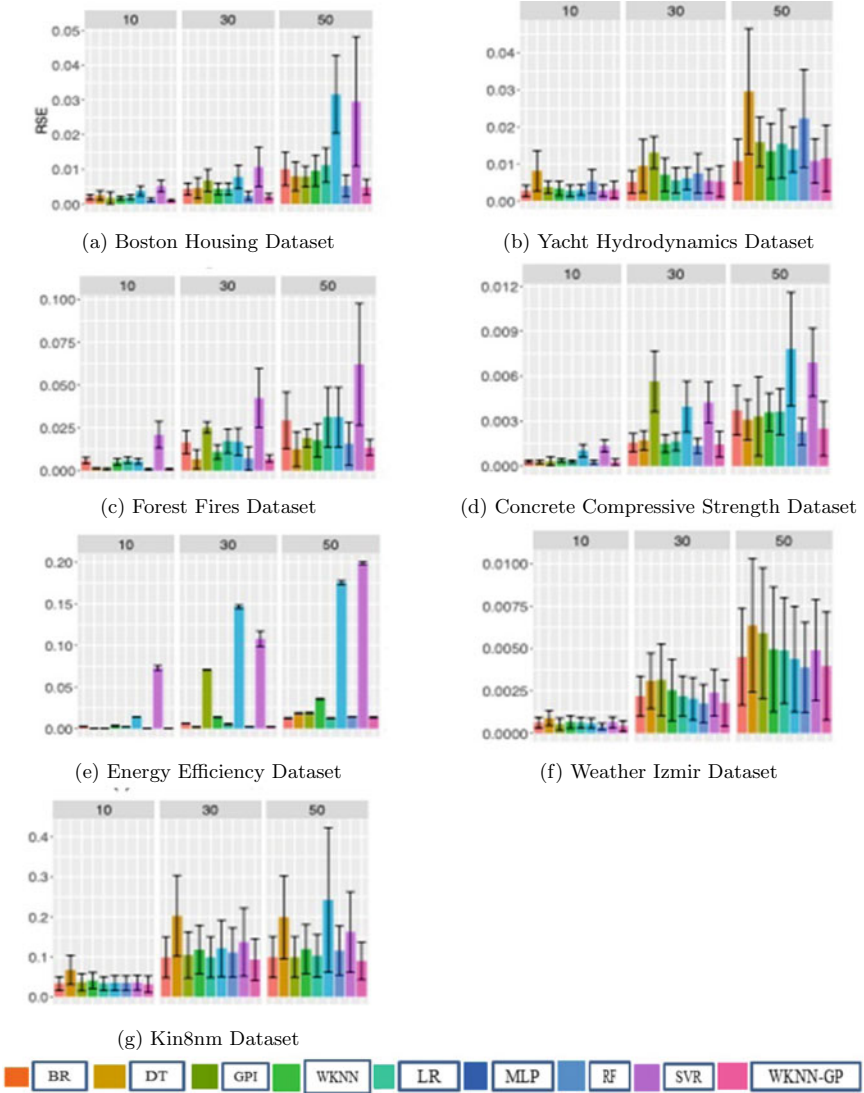 10 30 50
0.05
0.04
0.03
0.02
0.01
0.00
RSE
(a) Boston Housing Dataset
10 30 50
0.04
0.03
0.02
0.01
0.00
(b) Yacht Hydrodynamics Dataset
10 30 50
0.100
0.075
0.050
0.025
0.000
(c) Forest Fires Dataset
10 30 50
0.012
0.009
0.006
0.003
0.000
(d) Concrete Compressive Strength Dataset
10 30 50
0.20
0.15
0.10
0.05
0.00
(e) Energy Efficiency Dataset
10 30 50
0.0100
0.0075
0.0050
0.0025
0.0000
(f) Weather Izmir Dataset
10 30 50
0.4
0.3
0.2
0.1
0.0
(g) Kin8nm Dataset
BR DT GPI WKNN LR MLP RF SVR WKNN-GP